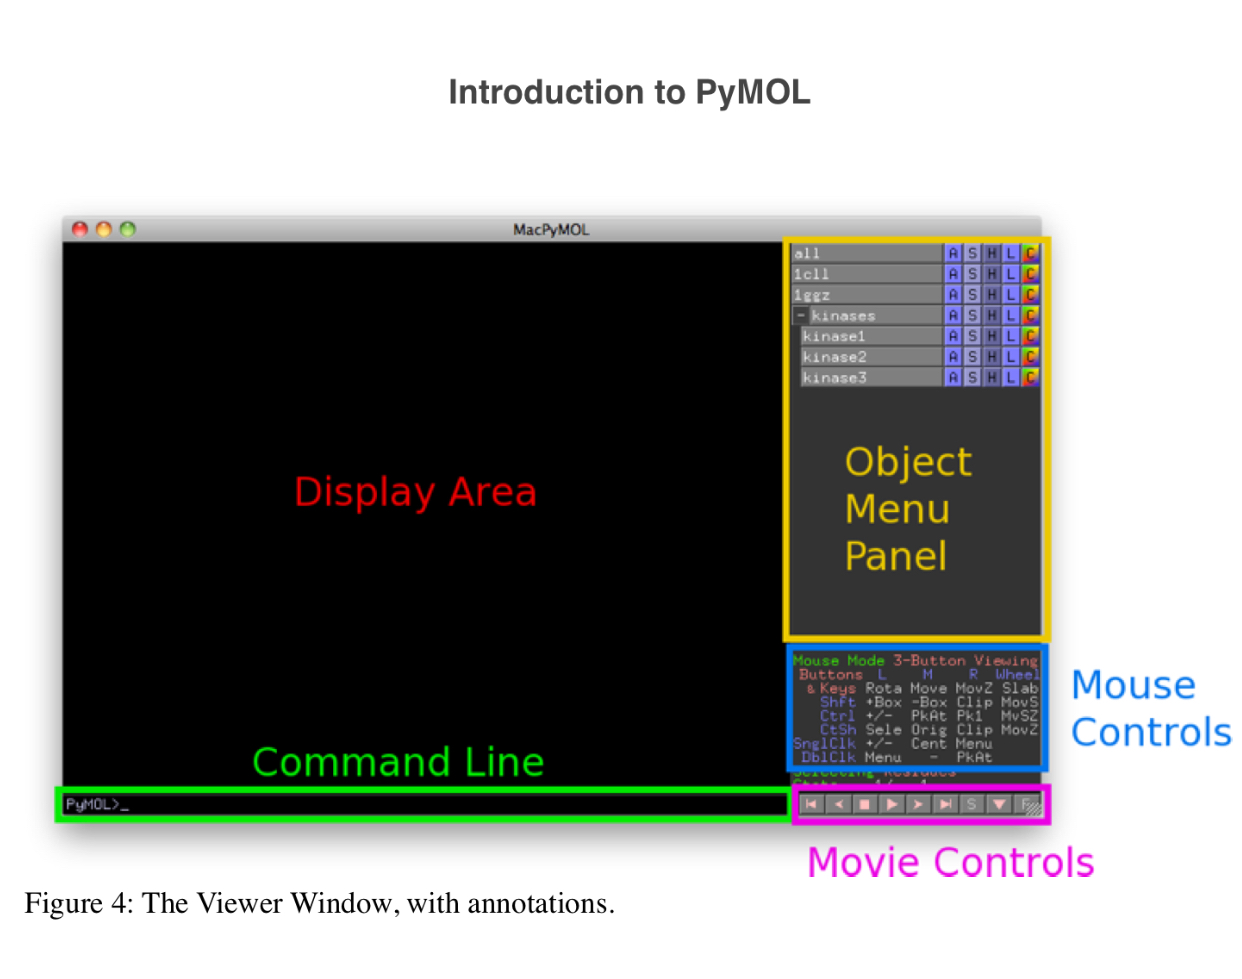 Introduction to PyMOL
MacPyMOL
all A S H L C
1cll A S H L C
1ggz A S H L C
- kinases A S H L C
kinase1 A S H L C
kinase2 A S H L C
kinase3 A S H L C
Object
Menu
Panel
Display Area
Mouse Mode 3-Button Viewing
Buttons L M R Wheel
& Keys Rota Move MovZ Slab
Shft +Box -Box Clip MovS
Ctrl +/- PkAt Pk1 MvSZ
CtSh Sele Orig Clip MovZ
SnglClk +/- Cent Menu
DblClk Menu - PkAt
Selecting Residues
Mouse
Controls
Command Line
PyMOL>_
S F
Movie Controls
Figure 4: The Viewer Window, with annotations.